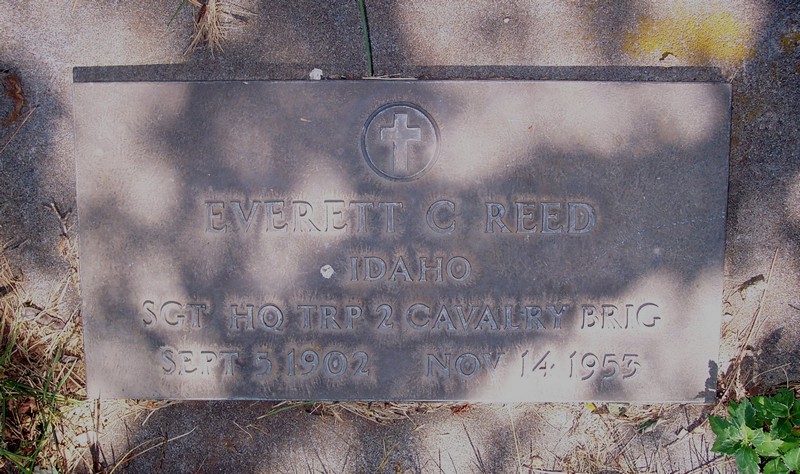 EVERETT C REED
IDAHO
SGT HQ TRP 2 CAVALRY BRIG
SEPT 5 1902 NOV 14 1953